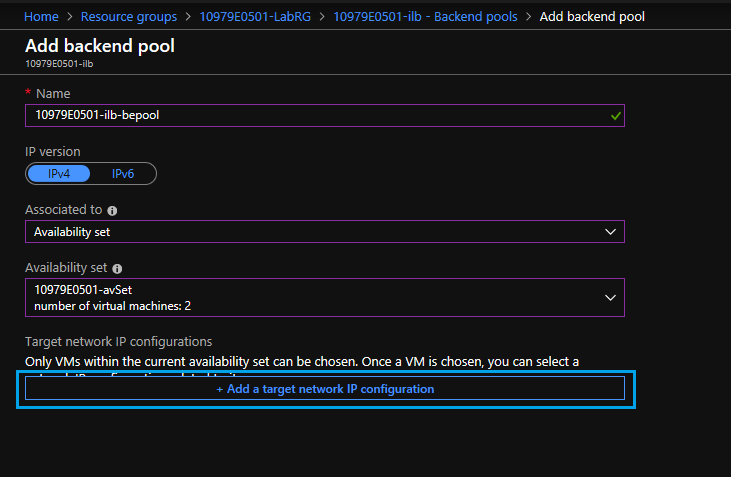 Home > Resource groups > 10979E0501-LabRG > 10979E0501-ilb - Backend pools > Add backend pool
Add backend pool
10979E0501-ilb
* Name
10979E0501-ilb-bepool
IP version
IPv4 IPv6
Associated to
Availability set
Availability set
10979E0501-avSet
number of virtual machines: 2
Target network IP configurations
Only VMs within the current availability set can be chosen. Once a VM is chosen, you can select a
+ Add a target network IP configuration